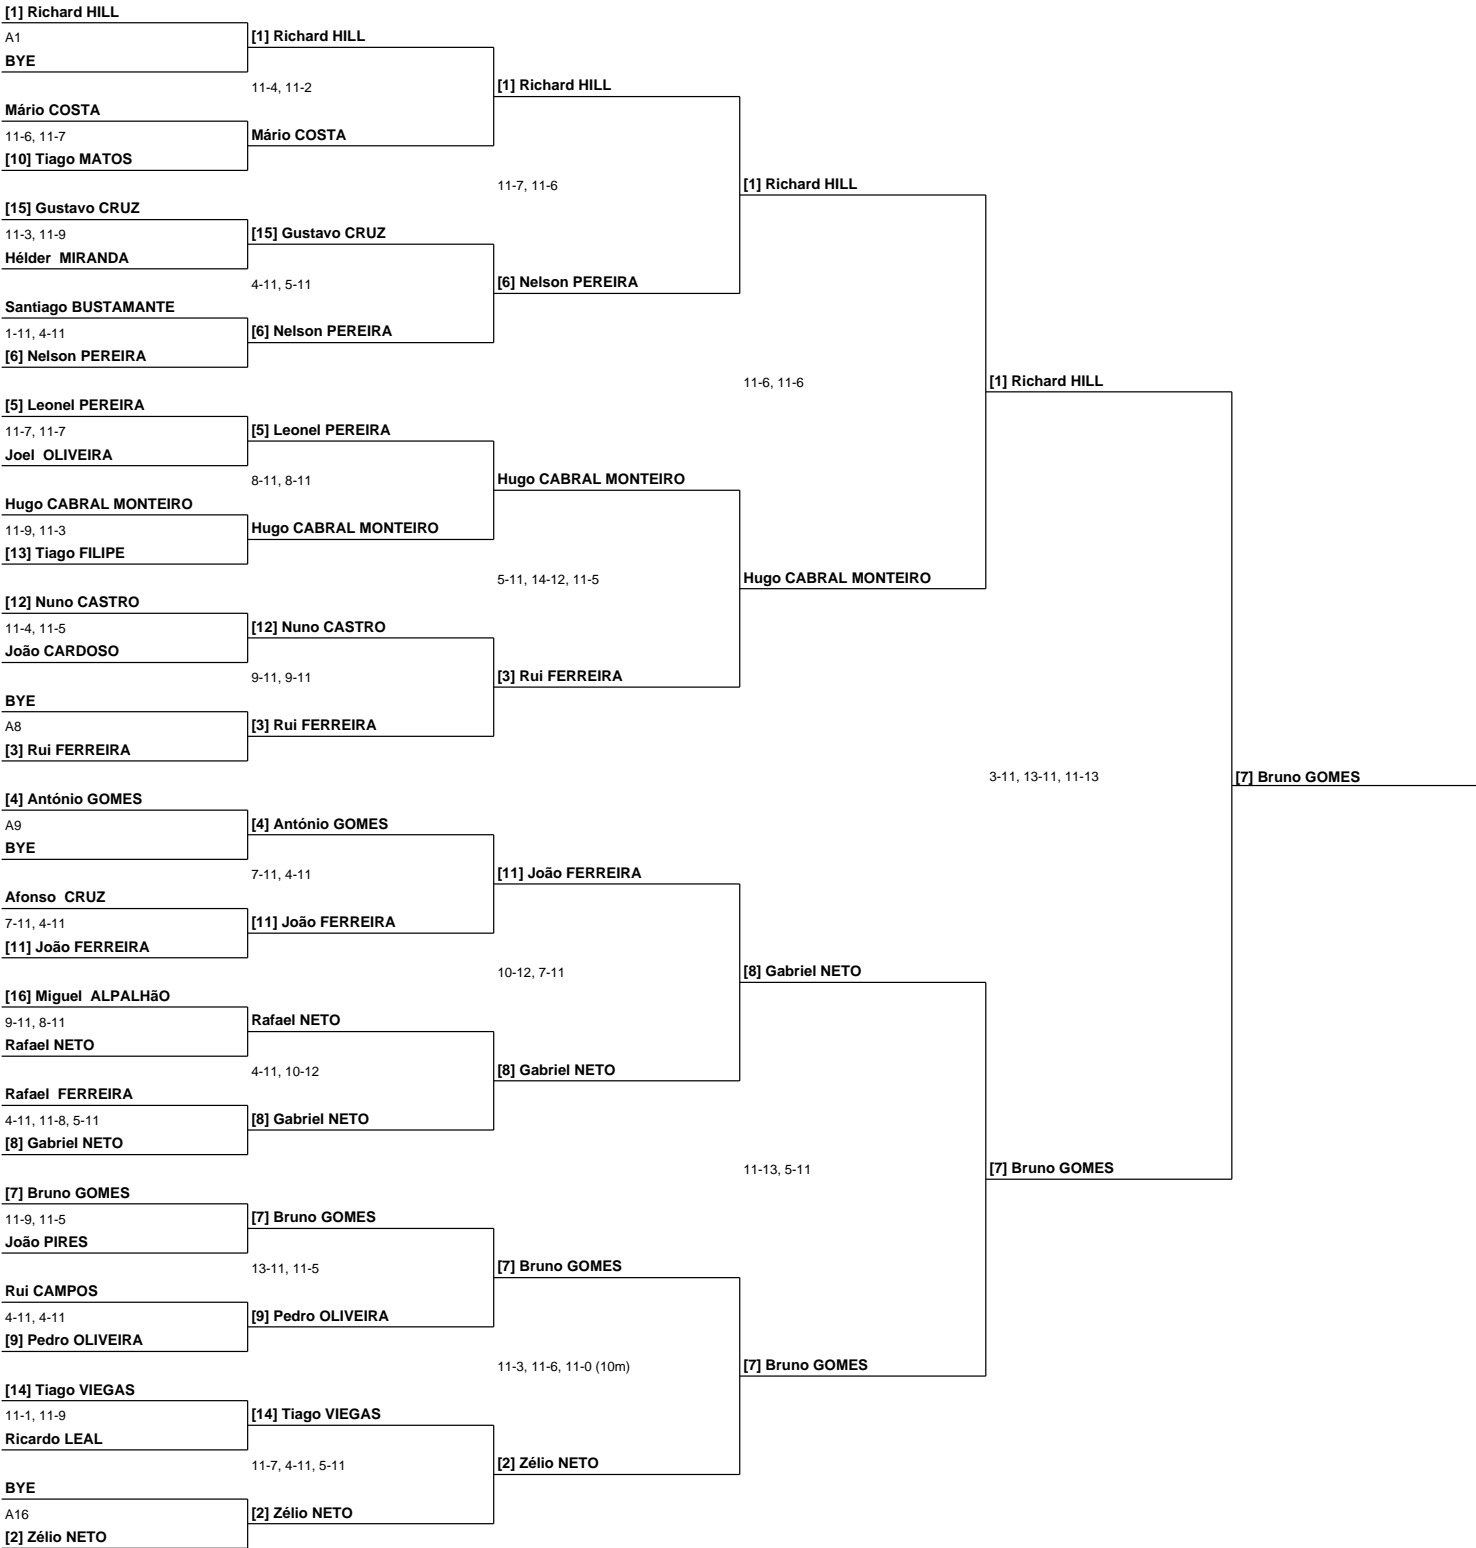 [1] Richard HILL
A1
BYE
Mário COSTA
11-6, 11-7
[10] Tiago MATOS
[15] Gustavo CRUZ
11-3, 11-9
Hélder  MIRANDA
Santiago BUSTAMANTE
1-11, 4-11
[6] Nelson PEREIRA
[5] Leonel PEREIRA
11-7, 11-7
Joel  OLIVEIRA
Hugo CABRAL MONTEIRO
11-9, 11-3
[13] Tiago FILIPE
[12] Nuno CASTRO
11-4, 11-5
João CARDOSO
BYE
A8
[3] Rui FERREIRA
[4] António GOMES
A9
BYE
Afonso  CRUZ
7-11, 4-11
[11] João FERREIRA
[16] Miguel  ALPALHãO
9-11, 8-11
Rafael NETO
Rafael  FERREIRA
4-11, 11-8, 5-11
[8] Gabriel NETO
[7] Bruno GOMES
11-9, 11-5
João PIRES
Rui CAMPOS
4-11, 4-11
[9] Pedro OLIVEIRA
[14] Tiago VIEGAS
11-1, 11-9
Ricardo LEAL
BYE
A16
[2] Zélio NETO
[1] Richard HILL
11-4, 11-2
Mário COSTA
[15] Gustavo CRUZ
4-11, 5-11
[6] Nelson PEREIRA
[5] Leonel PEREIRA
8-11, 8-11
Hugo CABRAL MONTEIRO
[12] Nuno CASTRO
9-11, 9-11
[3] Rui FERREIRA
[4] António GOMES
7-11, 4-11
[11] João FERREIRA
Rafael NETO
4-11, 10-12
[8] Gabriel NETO
[7] Bruno GOMES
13-11, 11-5
[9] Pedro OLIVEIRA
[14] Tiago VIEGAS
11-7, 4-11, 5-11
[2] Zélio NETO
[1] Richard HILL
11-7, 11-6
[6] Nelson PEREIRA
Hugo CABRAL MONTEIRO
5-11, 14-12, 11-5
[3] Rui FERREIRA
[11] João FERREIRA
10-12, 7-11
[8] Gabriel NETO
[7] Bruno GOMES
11-3, 11-6, 11-0 (10m)
[2] Zélio NETO
[1] Richard HILL
11-6, 11-6
Hugo CABRAL MONTEIRO
[8] Gabriel NETO
11-13, 5-11
[7] Bruno GOMES
[1] Richard HILL
3-11, 13-11, 11-13
[7] Bruno GOMES
[7] Bruno GOMES